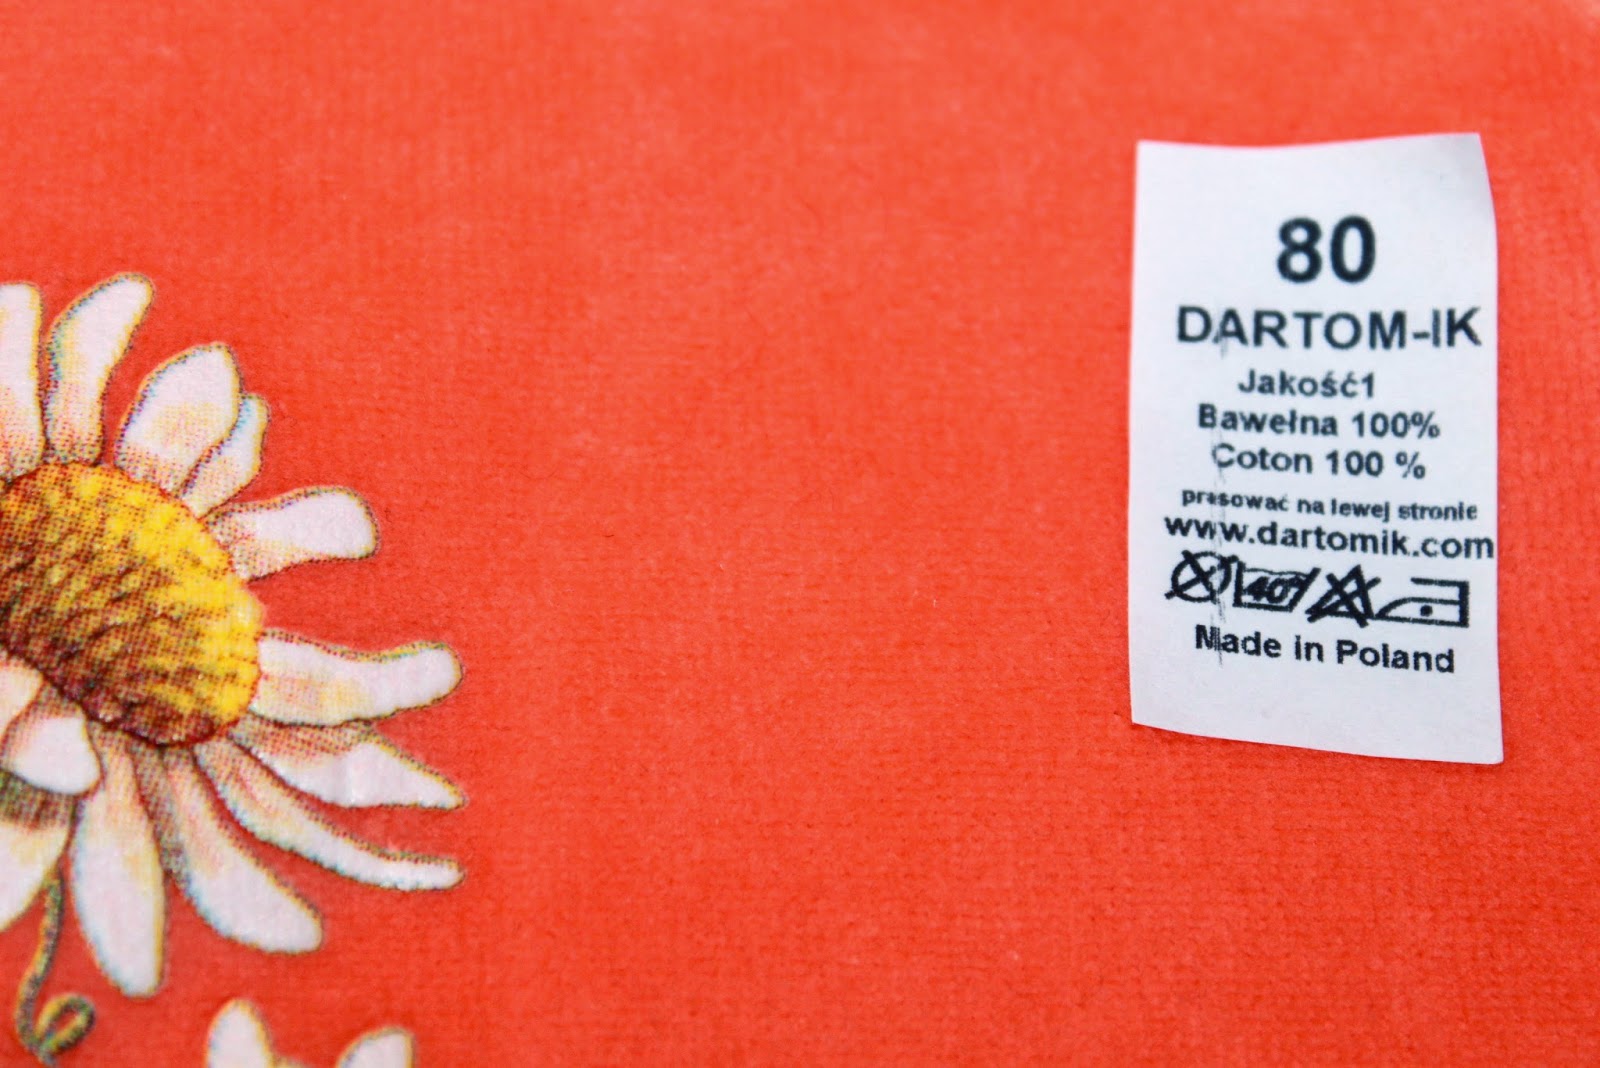 80
DARTOM-IK
Jakość1
Bawełna 100%
Coton 100 %
prasować na lewej stronie
www.dartomik.com
40
Made in Poland